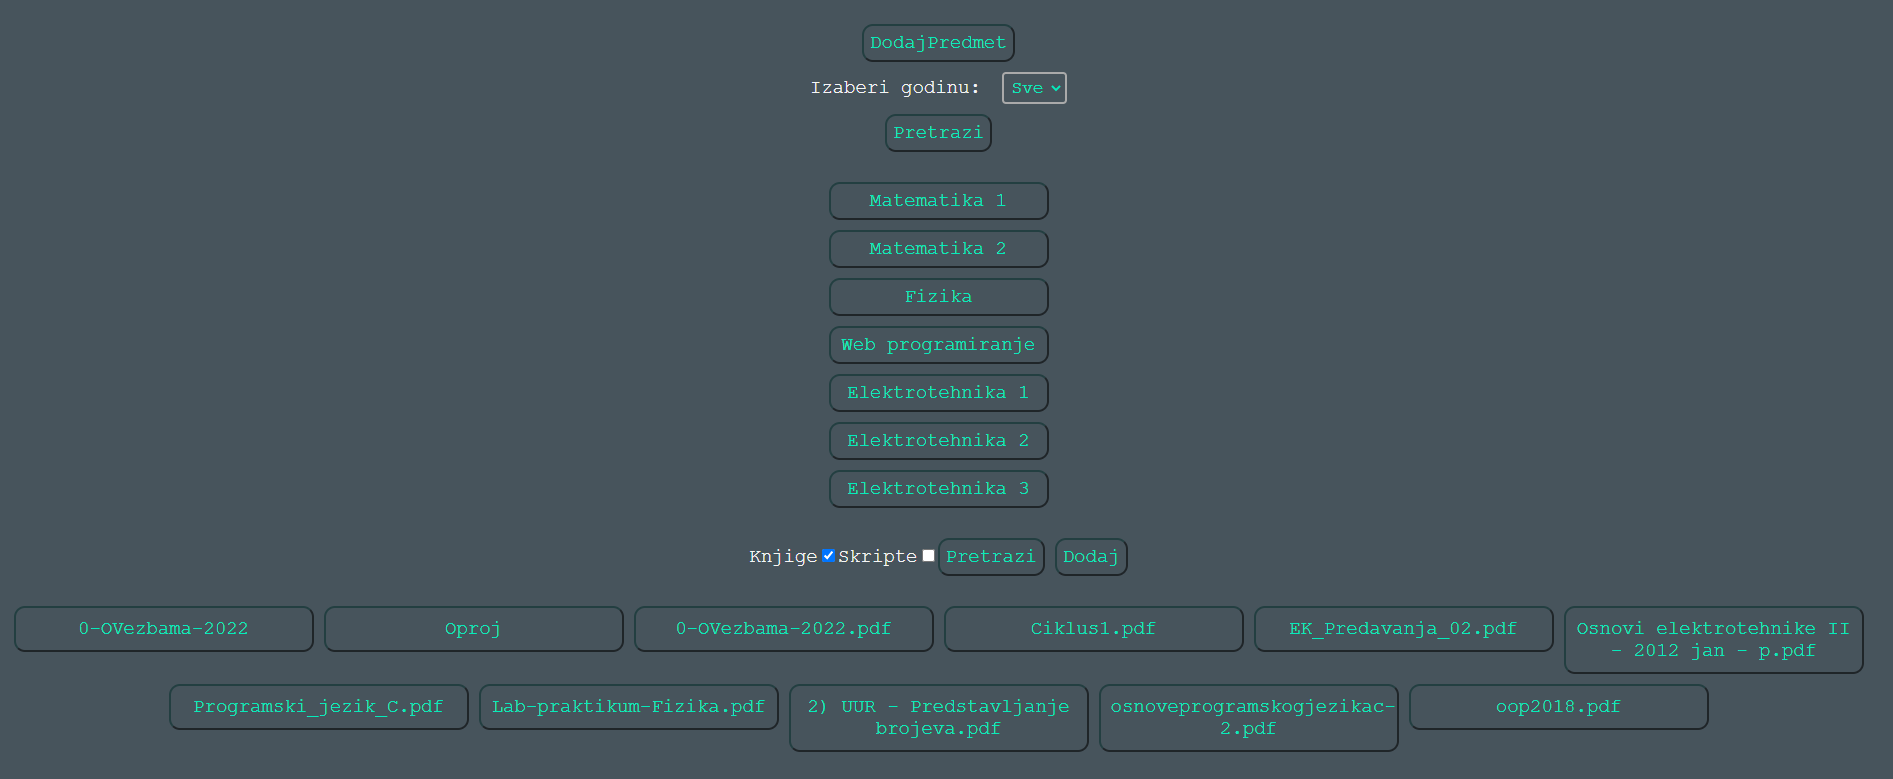 DodajPredmet
Izaberi godinu: Sve
Pretrazi
Matematika 1
Matematika 2
Fizika
Web programiranje
Elektrotehnika 1
Elektrotehnika 2
Elektrotehnika 3
Knjige Skripte Pretrazi Dodaj
0-OVezbama-2022
Oproj
0-OVezbama-2022.pdf
Ciklus1.pdf
EK_Predavanja_02.pdf
Osnovi elektrotehnike II
- 2012 jan - p.pdf
Programski_jezik_C.pdf
Lab-praktikum-Fizika.pdf
2) UUR - Predstavljanje
brojeva.pdf
osnoveprogramskogjezikac-
2.pdf
oop2018.pdf